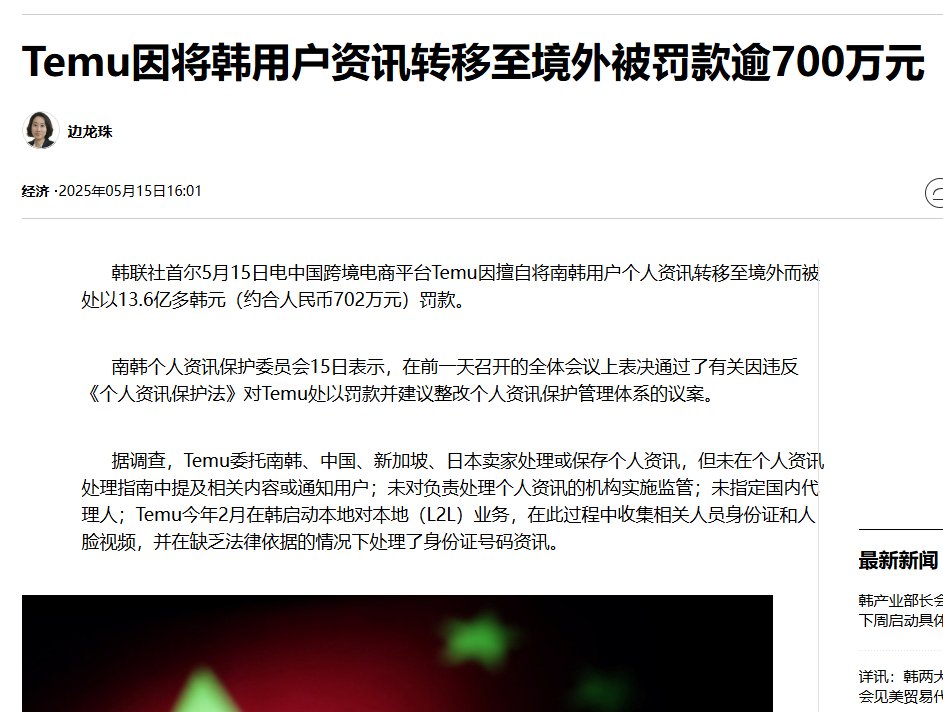 Temu因将韩用户资讯转移至境外被罚款逾700万元
边龙珠
经济 ·2025年05月15日16:01
韩联社首尔5月15日电中国跨境电商平台Temu因擅自将南韩用户个人资讯转移至境外而被
处以13.6亿多韩元（约合人民币702万元）罚款。
南韩个人资讯保护委员会15日表示，在前一天召开的全体会议上表决通过了有关因违反
《个人资讯保护法》对Temu处以罚款并建议整改个人资讯保护管理体系的议案。
据调查，Temu委托南韩、中国、新加坡、日本卖家处理或保存个人资讯，但未在个人资讯
处理指南中提及相关内容或通知用户；未对负责处理个人资讯的机构实施监管；未指定国内代
理人；Temu今年2月在韩启动本地对本地（L2L）业务，在此过程中收集相关人员身份证和人
脸视频，并在缺乏法律依据的情况下处理了身份证号码资讯。
最新新闻
韩产业部长会
下周启动具体
详讯：韩两大
会见美贸易代